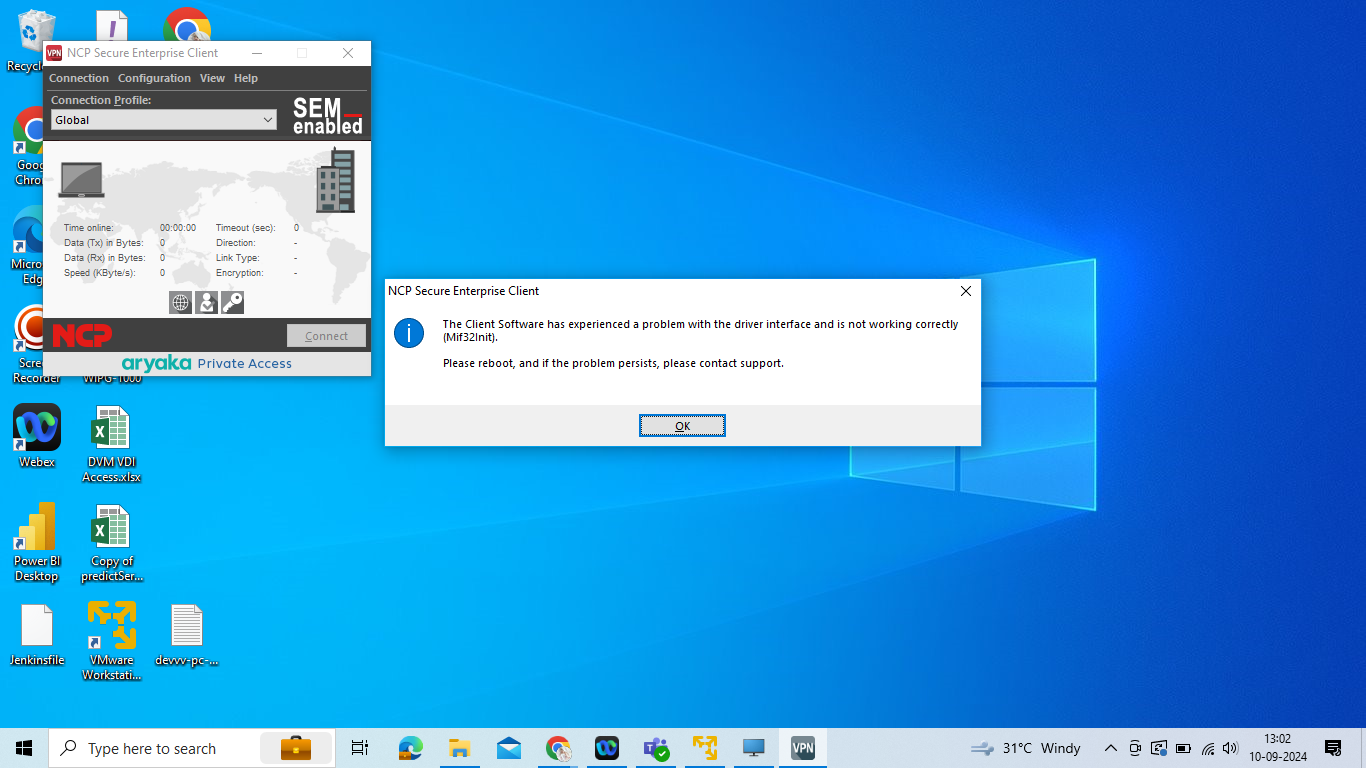 Recycl
NCP Secure Enterprise Client
VPN
Connection Configuration View Help
Connection Profile:
Global
SEM
enabled
Time online: 00:00:00 Timeout (sec): 0
Data (Tx) in Bytes: 0 Direction: -
Data (Rx) in Bytes: 0 Link Type: -
Speed (KByte/s): 0 Encryption: -
NCP
Connect
aryaka Private Access
Goog
Chro
Micros
Edg
Scre
Recorder
WIPG-1000
NCP Secure Enterprise Client
The Client Software has experienced a problem with the driver interface and is not working correctly
(Mif32Init).
Please reboot, and if the problem persists, please contact support.
OK
Webex
DVM VDI
Access.xlsx
Power BI
Desktop
Copy of
predictSer...
Jenkinsfile
VMware
Workstati...
devvv-pc-...
Type here to search
VPN
31°C Windy
13:02
10-09-2024